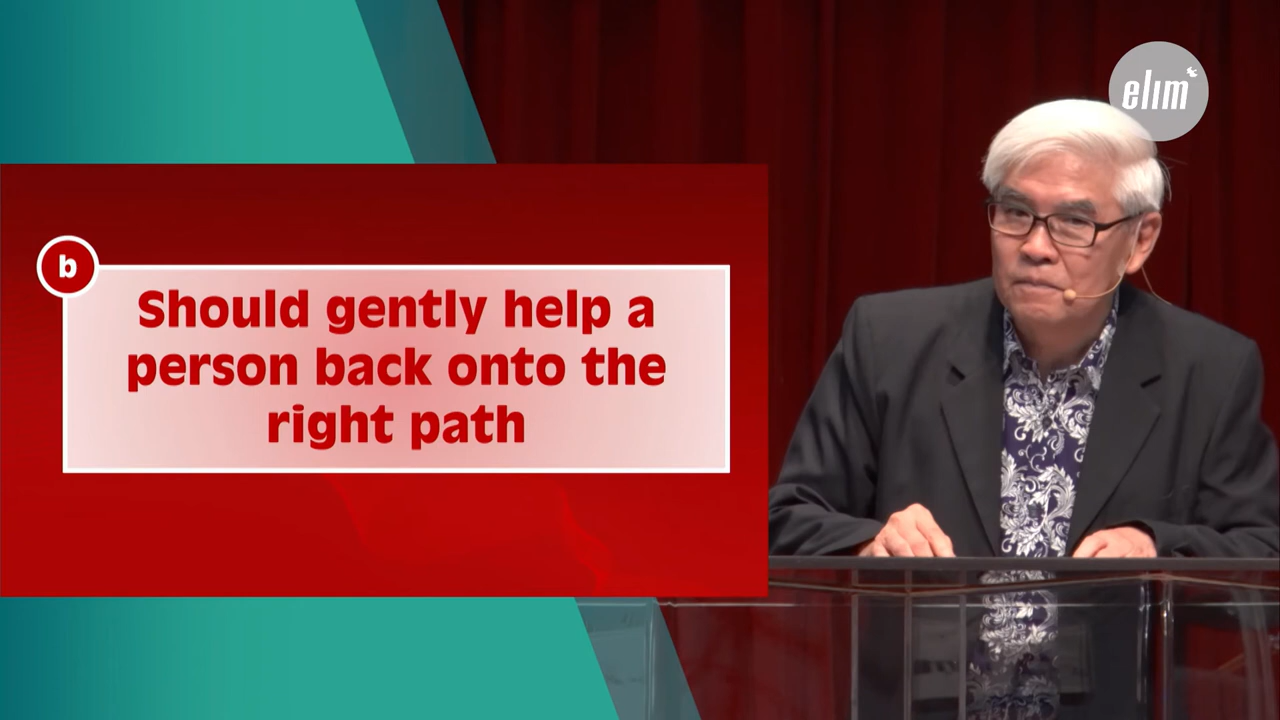 elim
b
Should gently help a
person back onto the
right path